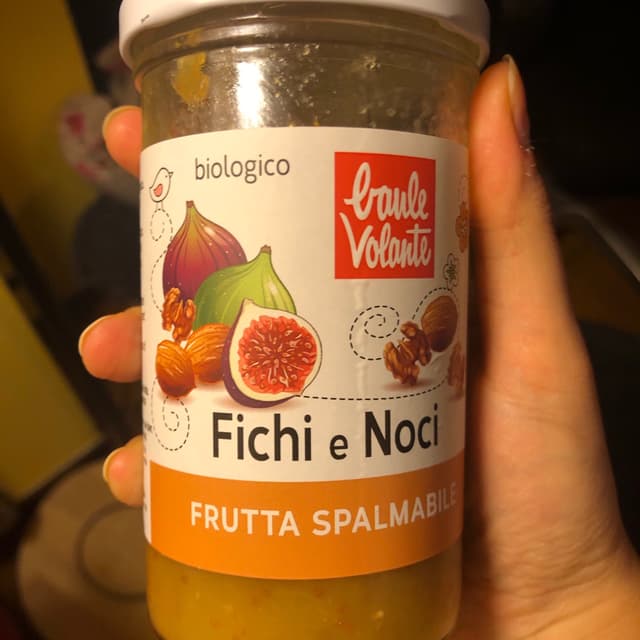 biologico
baule
volante
Fichi e Noci
FRUTTA SPALMABILE